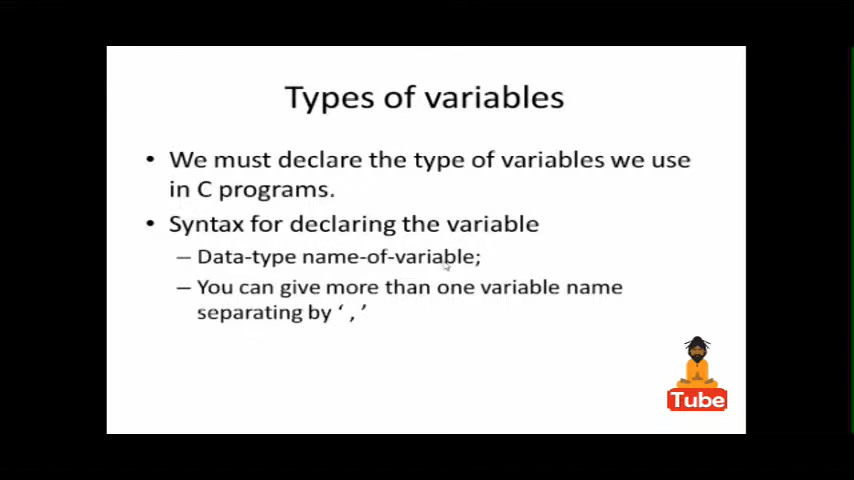 Types of variables
• We must declare the type of variables we use
in C programs.
• Syntax for declaring the variable
– Data-type name-of-variable;
– You can give more than one variable name
separating by ‘ , ’
Tube